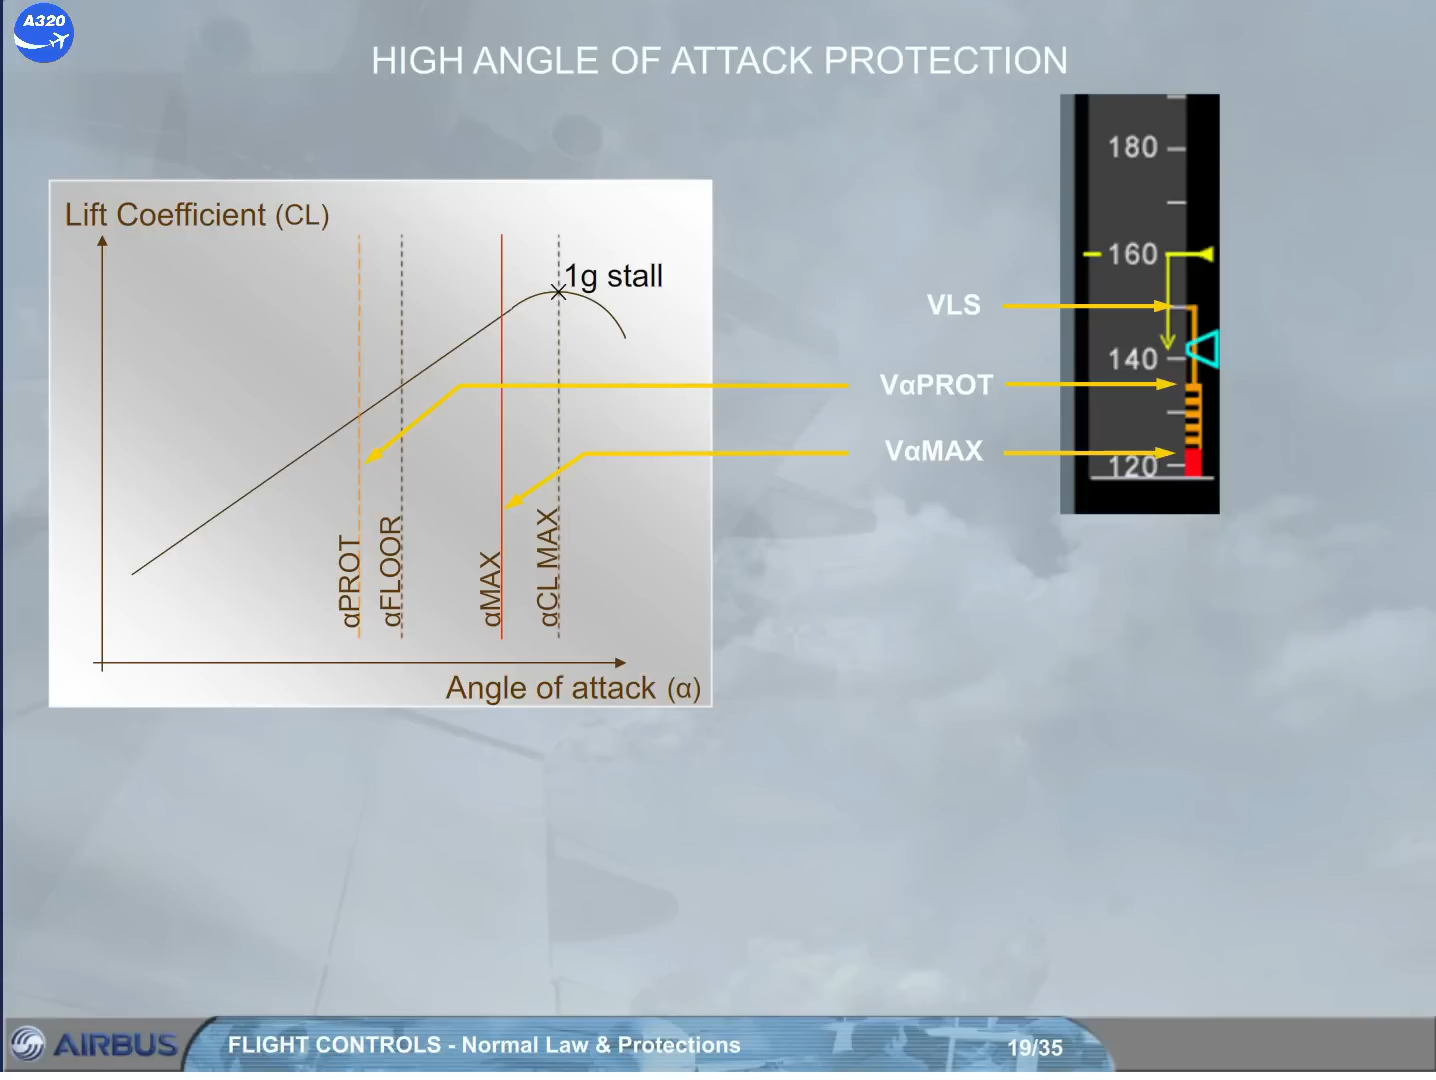 A320
HIGH ANGLE OF ATTACK PROTECTION
Lift Coefficient (CL)
1g stall
αPROT
αFLOOR
αMAX
αCL MAX
Angle of attack (α)
VLS
VαPROT
VαMAX
180
160
140
120
AIRBUS
FLIGHT CONTROLS - Normal Law & Protections
19/35